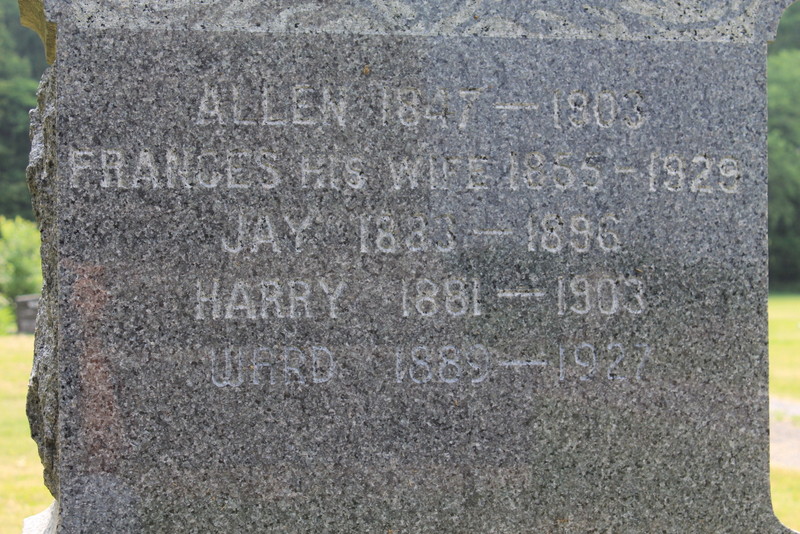 ALLEN 1847 — 1903
FRANCES HIS WIFE 1855 - 1929
JAY 1883 — 1896
HARRY 1881 — 1903
WARD 1889 — 1927